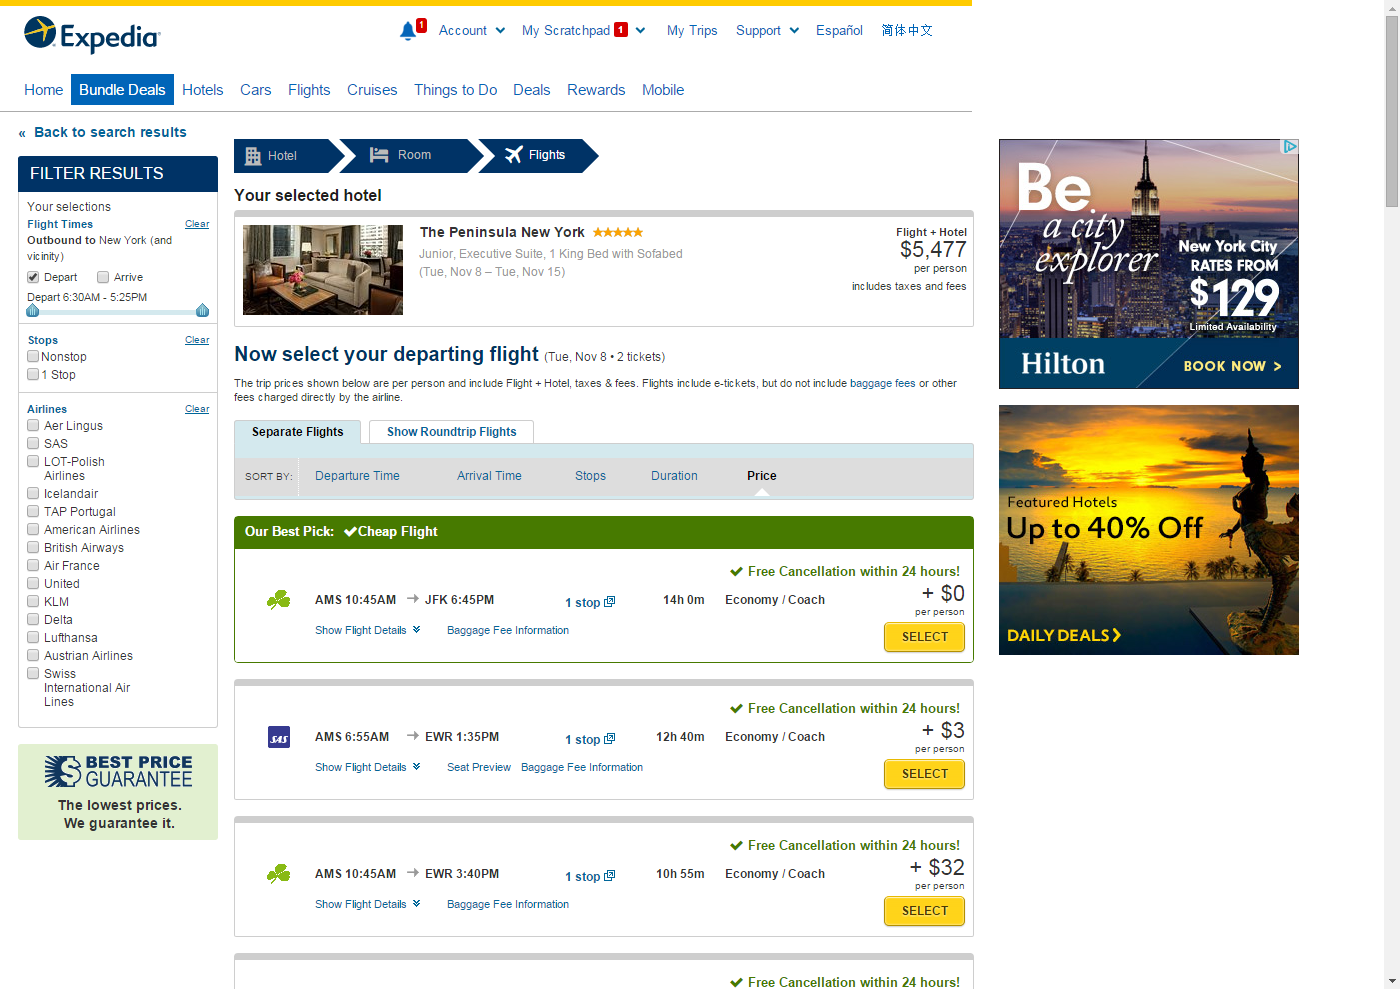 Expedia
1
Account
My Scratchpad 1
My Trips
Support
Español
简体中文
Home
Bundle Deals
Hotels
Cars
Flights
Cruises
Things to Do
Deals
Rewards
Mobile
« Back to search results
FILTER RESULTS
Your selections
Flight Times Clear
Outbound to New York (and
vicinity)
Depart Arrive
Depart 6:30AM - 5:25PM
Stops Clear
Nonstop
1 Stop
Airlines Clear
Aer Lingus
SAS
LOT-Polish
Airlines
Icelandair
TAP Portugal
American Airlines
British Airways
Air France
United
KLM
Delta
Lufthansa
Austrian Airlines
Swiss
International Air
Lines
BEST PRICE
GUARANTEE
The lowest prices.
We guarantee it.
Hotel
Room
Flights
Your selected hotel
The Peninsula New York
Junior, Executive Suite, 1 King Bed with Sofabed
(Tue, Nov 8 – Tue, Nov 15)
Flight + Hotel
$5,477
per person
includes taxes and fees
Now select your departing flight (Tue, Nov 8 • 2 tickets)
The trip prices shown below are per person and include Flight + Hotel, taxes & fees. Flights include e-tickets, but do not include baggage fees or other
fees charged directly by the airline.
Separate Flights
Show Roundtrip Flights
SORT BY: Departure Time Arrival Time Stops Duration Price
Our Best Pick: Cheap Flight
Free Cancellation within 24 hours!
AMS 10:45AM JFK 6:45PM 1 stop 14h 0m Economy / Coach + $0
per person
Show Flight Details Baggage Fee Information
SELECT
Free Cancellation within 24 hours!
SAS
AMS 6:55AM EWR 1:35PM 1 stop 12h 40m Economy / Coach + $3
per person
Show Flight Details Seat Preview Baggage Fee Information
SELECT
Free Cancellation within 24 hours!
AMS 10:45AM EWR 3:40PM 1 stop 10h 55m Economy / Coach + $32
per person
Show Flight Details Baggage Fee Information
SELECT
Free Cancellation within 24 hours!
Be
a city
explorer
New York City
RATES FROM
$129
Limited Availability
Hilton
BOOK NOW >
Featured Hotels
Up to 40% Off
DAILY DEALS